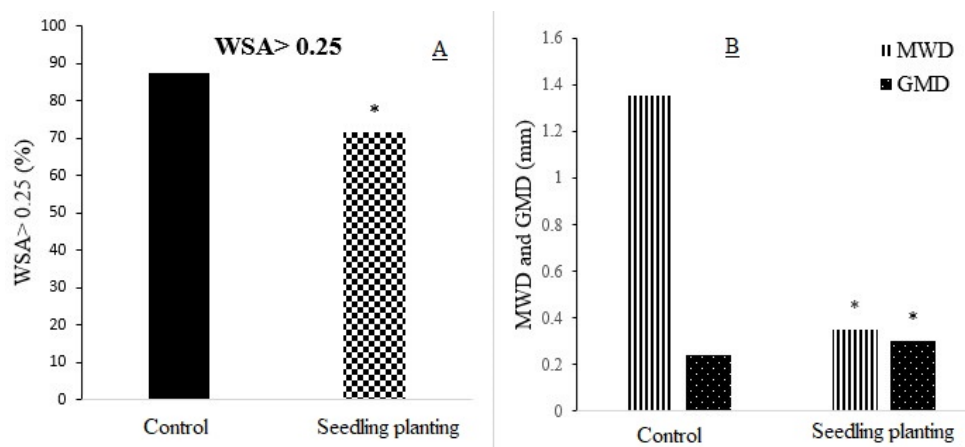 WSA> 0.25
A
WSA> 0.25 (%)
100
90
80
70
60
50
40
30
20
10
0
*
Control
Seedling planting
B
MWD
GMD
MWD and GMD (mm)
1.6
1.4
1.2
1
0.8
0.6
0.4
0.2
0
*
*
Control
Seedling planting